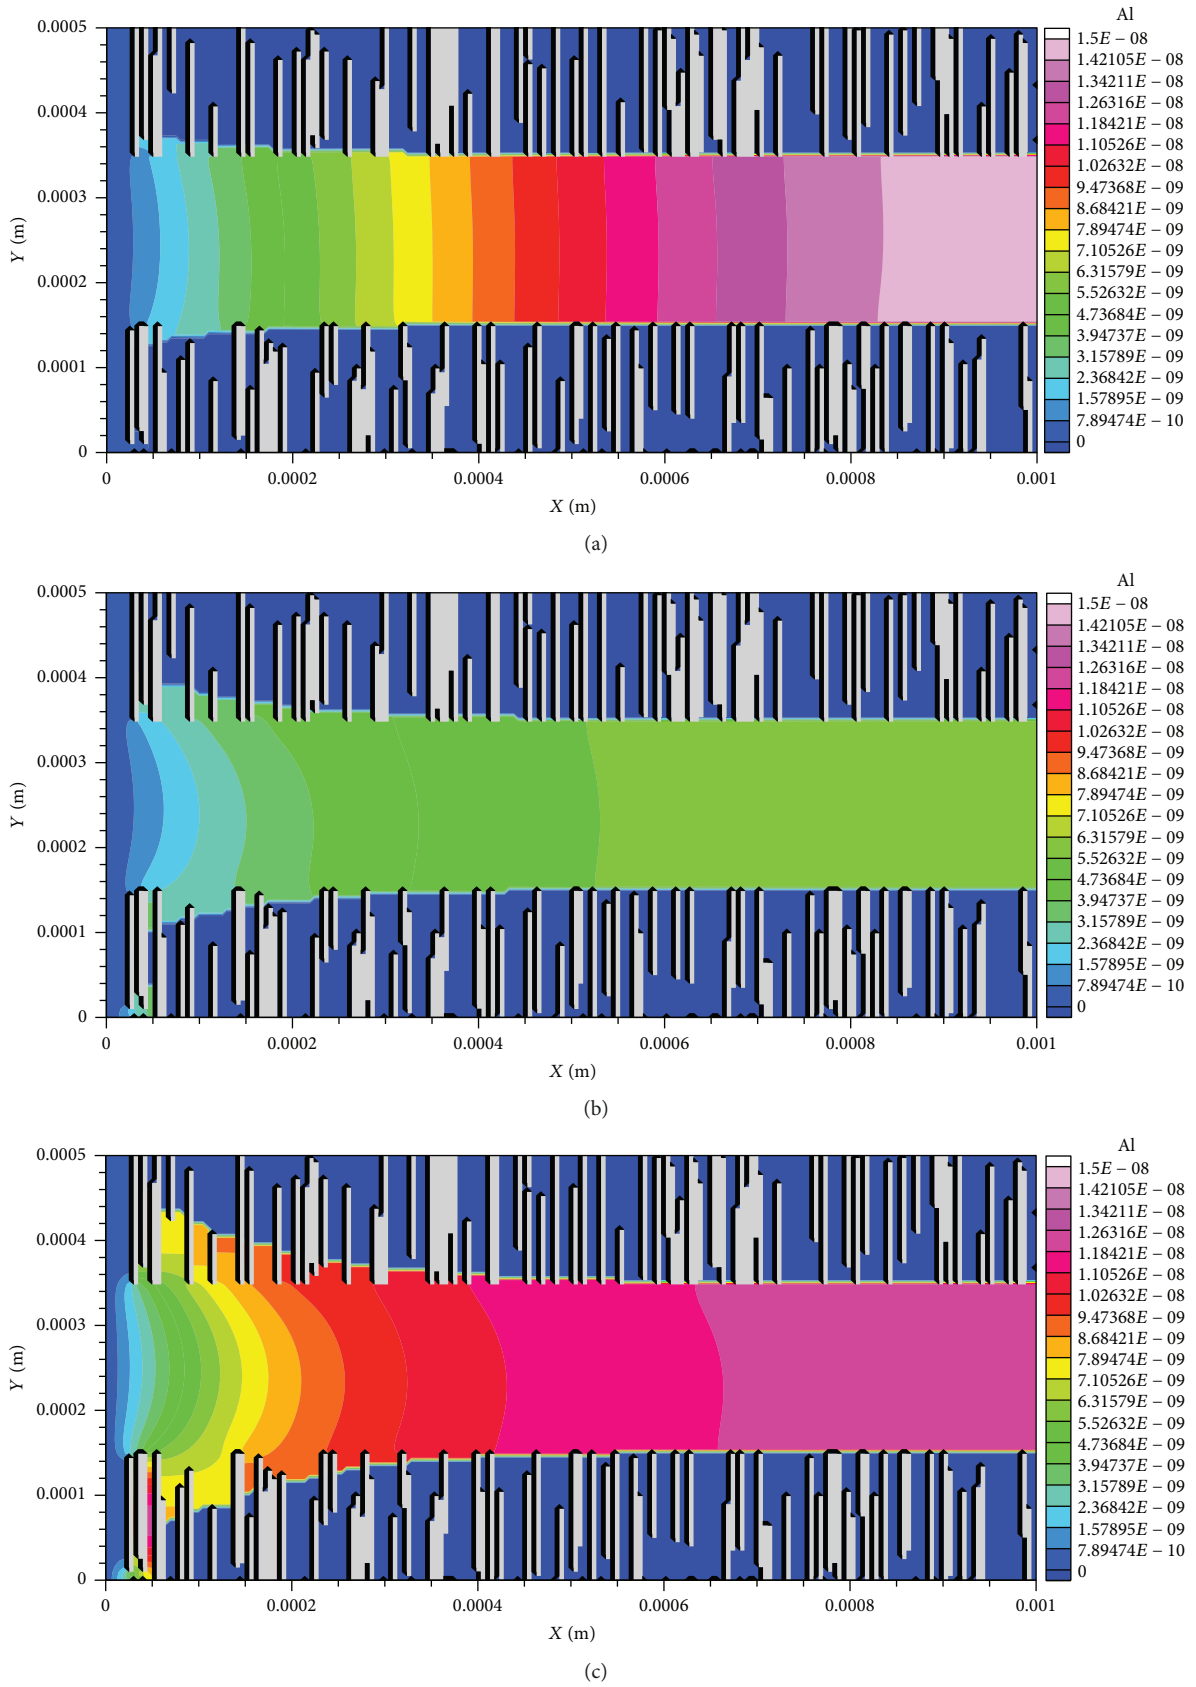 Al
0.0005
0.0004
0.0003
0.0002
0.0001
0
Y (m)
1.5E − 08
1.42105E − 08
1.34211E − 08
1.26316E − 08
1.18421E − 08
1.10526E − 08
1.02632E − 08
9.47368E − 09
8.68421E − 09
7.89474E − 09
7.10526E − 09
6.31579E − 09
5.52632E − 09
4.73684E − 09
3.94737E − 09
3.15789E − 09
2.36842E − 09
1.57895E − 09
7.89474E − 10
0
0 0.0002 0.0004 0.0006 0.0008 0.001
X (m)
(a)
Al
0.0005
0.0004
0.0003
0.0002
0.0001
0
Y (m)
1.5E − 08
1.42105E − 08
1.34211E − 08
1.26316E − 08
1.18421E − 08
1.10526E − 08
1.02632E − 08
9.47368E − 09
8.68421E − 09
7.89474E − 09
7.10526E − 09
6.31579E − 09
5.52632E − 09
4.73684E − 09
3.94737E − 09
3.15789E − 09
2.36842E − 09
1.57895E − 09
7.89474E − 10
0
0 0.0002 0.0004 0.0006 0.0008 0.001
X (m)
(b)
Al
0.0005
0.0004
0.0003
0.0002
0.0001
0
Y (m)
1.5E − 08
1.42105E − 08
1.34211E − 08
1.26316E − 08
1.18421E − 08
1.10526E − 08
1.02632E − 08
9.47368E − 09
8.68421E − 09
7.89474E − 09
7.10526E − 09
6.31579E − 09
5.52632E − 09
4.73684E − 09
3.94737E − 09
3.15789E − 09
2.36842E − 09
1.57895E − 09
7.89474E − 10
0
0 0.0002 0.0004 0.0006 0.0008 0.001
X (m)
(c)